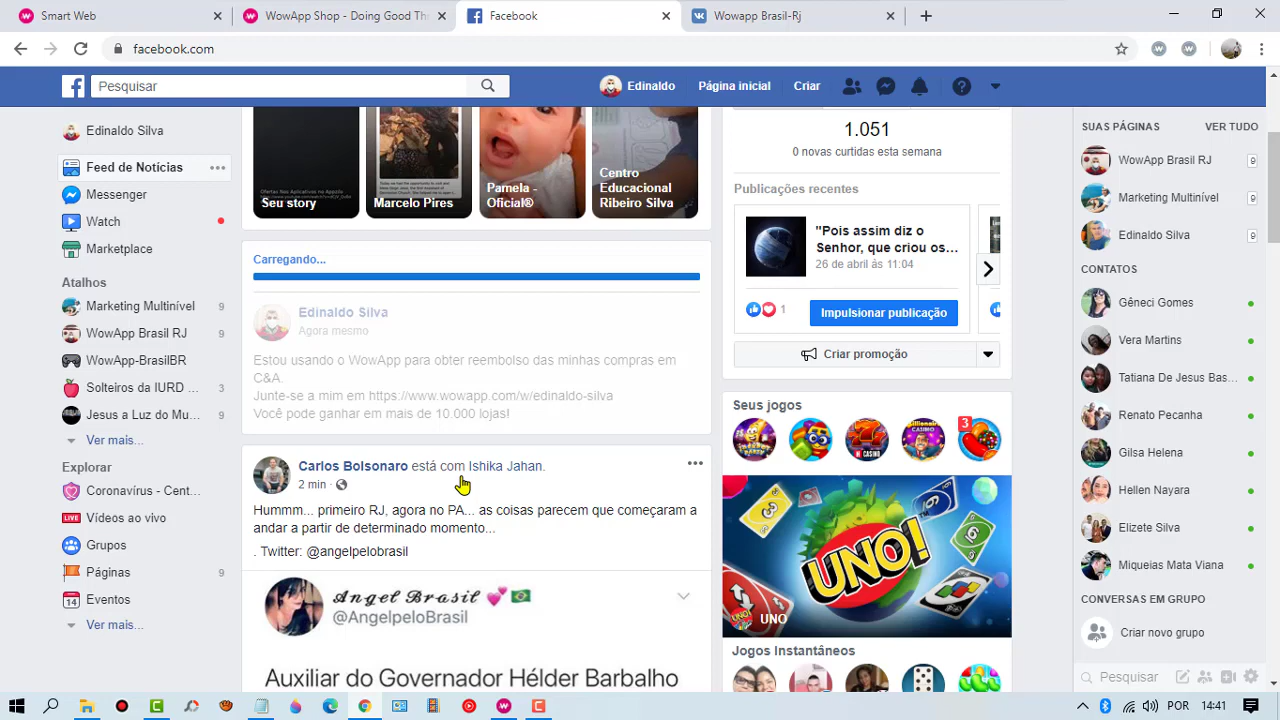 Smart Web
WowApp Shop - Doing Good Th
Facebook
Wowapp Brasil-Rj
facebook.com
Pesquisar
Edinaldo
Página inicial
Criar
Edinaldo Silva
Feed de Notícias
Messenger
Watch
Marketplace
Atalhos
Marketing Multinível 9
WowApp Brasil RJ 9
WowApp-BrasilBR
Solteiros da IURD ... 3
Jesus a Luz do Mu... 9
Ver mais...
Explorar
Coronavírus - Cent...
Vídeos ao vivo
Grupos
Páginas 9
Eventos
14
Ver mais...
Seu story
Marcelo Pires
Pamela -
Oficial®
Centro
Educacional
Ribeiro Silva
Carregando...
Edinaldo Silva
Agora mesmo
Estou usando o WowApp para obter reembolso das minhas compras em
C&A.
Junte-se a mim em https://www.wowapp.com/w/edinaldo-silva
Você pode ganhar em mais de 10.000 lojas!
Carlos Bolsonaro está com Ishika Jahan.
2 min ·
Hummm... primeiro RJ, agora no PA... as coisas parecem que começaram a
andar a partir de determinado momento...
. Twitter: @angelpelobrasil
𝓐𝓷𝓰𝓮𝓵 𝓑𝓻𝓪𝓼𝓲𝓵 💕🇧🇷
@AngelpeloBrasil
Auxiliar do Governador Hélder Barbalho
1.051
0 novas curtidas esta semana
Publicações recentes
"Pois assim diz o
Senhor, que criou os...
26 de abril às 11:04
1
Impulsionar publicação
Criar promoção
Seus jogos
3
UNO!
UNO
Jogos Instantâneos
SUAS PÁGINAS VER TUDO
WowApp Brasil RJ 9
Marketing Multinível 9
Edinaldo Silva 9
CONTATOS
Gêneci Gomes
Vera Martins
Tatiana De Jesus Bas...
Renato Pecanha
Gilsa Helena
Hellen Navara
Elizete Silva
Miqueias Mata Viana
CONVERSAS EM GRUPO
Criar novo grupo
Pesquisar
POR 14:41